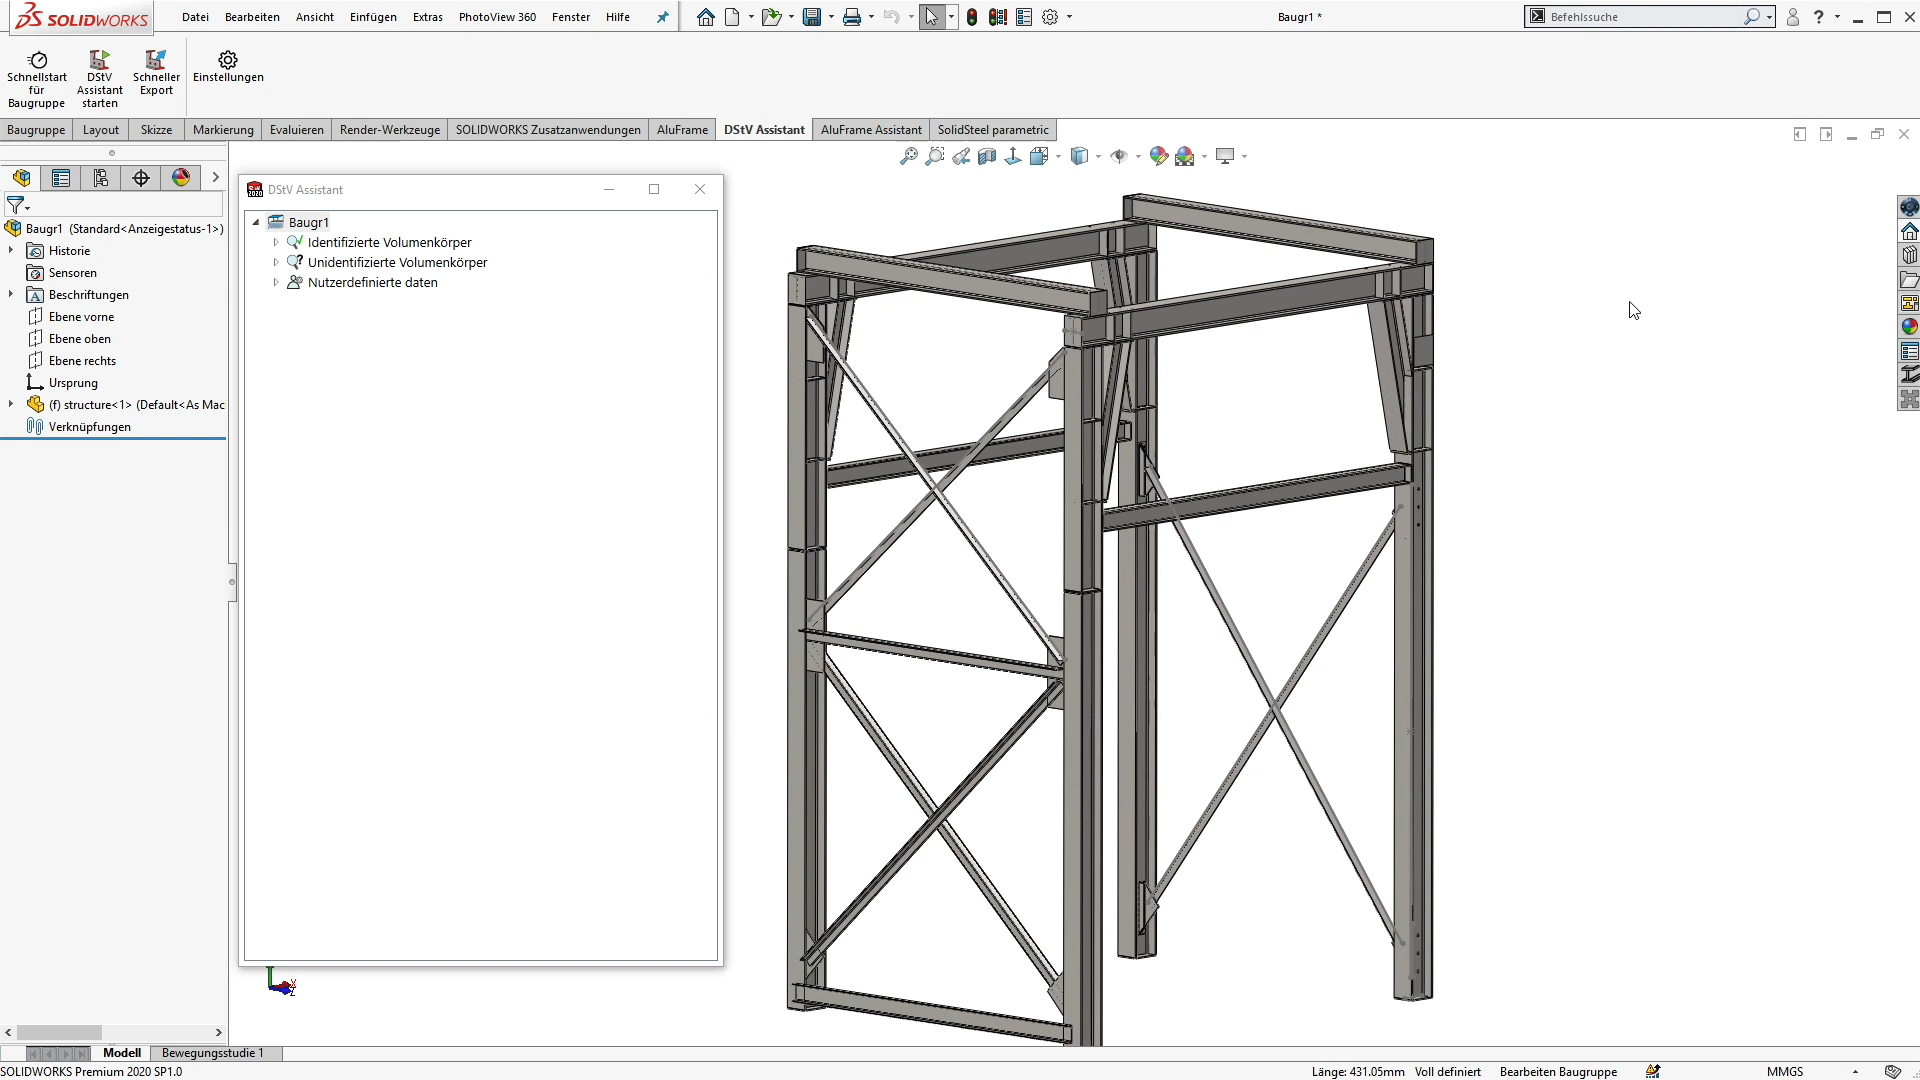 SOLIDWORKS
Datei
Bearbeiten
Ansicht
Einfügen
Extras
PhotoView 360
Fenster
Hilfe
Baugr1 *
Befehlssuche
?
Schnellstart
für
Baugruppe
DStV
Assistant
starten
Schneller
Export
Einstellungen
Baugruppe
Layout
Skizze
Markierung
Evaluieren
Render-Werkzeuge
SOLIDWORKS Zusatzanwendungen
AluFrame
DStV Assistant
AluFrame Assistant
SolidSteel parametric
Baugr1 (Standard<Anzeigestatus-1>)
Historie
Sensoren
Beschriftungen
Ebene vorne
Ebene oben
Ebene rechts
Ursprung
(f) structure<1> (Default<As Mac
Verknüpfungen
DStV Assistant
Baugr1
Identifizierte Volumenkörper
Unidentifizierte Volumenkörper
Nutzerdefinierte daten
Modell
Bewegungsstudie 1
SOLIDWORKS Premium 2020 SP1.0
Länge: 431.05mm
Voll definiert
Bearbeiten Baugruppe
MMGS